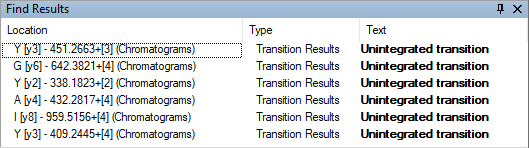 Find Results
Location Type Text
Y [y3] - 451.2663+[3] (Chromatograms) Transition Results Unintegrated transition
G [y6] - 642.3821+[4] (Chromatograms) Transition Results Unintegrated transition
Y [y2] - 338.1823+[2] (Chromatograms) Transition Results Unintegrated transition
A [y4] - 432.2817+[4] (Chromatograms) Transition Results Unintegrated transition
I [y8] - 959.5156+[4] (Chromatograms) Transition Results Unintegrated transition
Y [y3] - 409.2445+[4] (Chromatograms) Transition Results Unintegrated transition